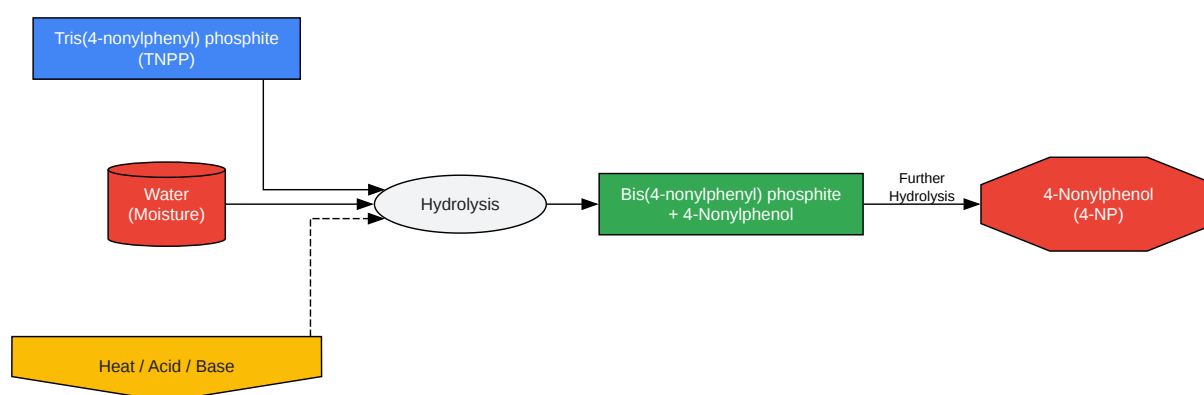 Tris(4-nonylphenyl) phosphite
(TNPP)
Water
(Moisture)
Hydrolysis
Bis(4-nonylphenyl) phosphite
+ 4-Nonylphenol
Further
Hydrolysis
4-Nonylphenol
(4-NP)
Heat / Acid / Base